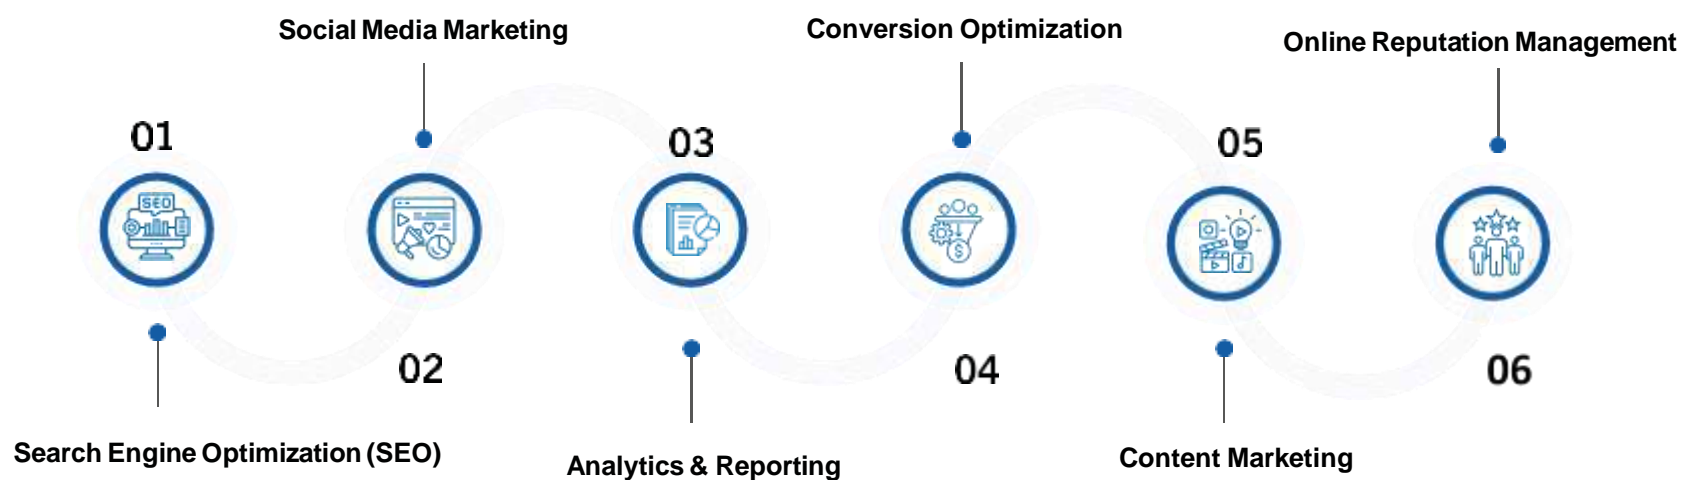 01
Search Engine Optimization (SEO)
Social Media Marketing
02
03
Analytics & Reporting
Conversion Optimization
04
05
Content Marketing
Online Reputation Management
06
SEO
$